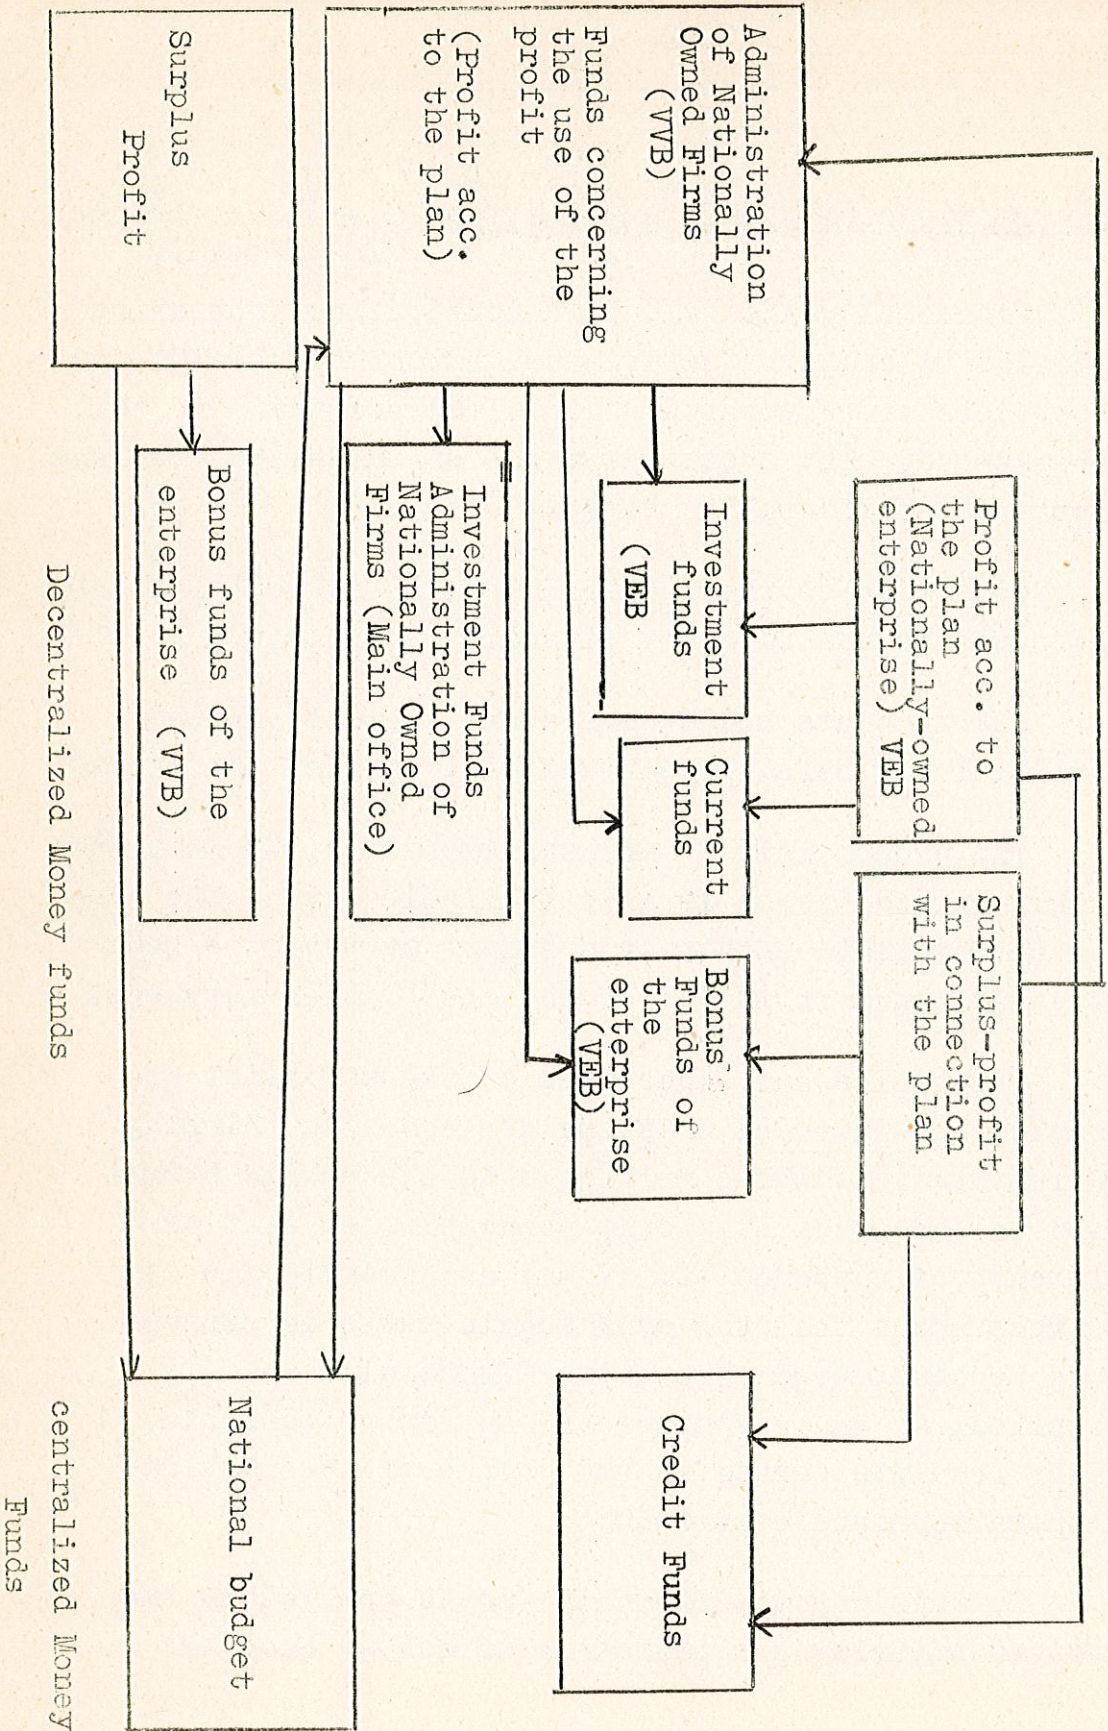 Profit acc. to
the plan
(Nationally-owned
enterprise) VEB
Surplus-profit
in connection
with the plan
Administration
of Nationally
Owned Firms
(VVB)
Funds concerning
the use of the
profit
(Profit acc.
to the plan)
Investment
funds
(VEB
Current
funds
Bonus
Funds of
the
enterprise
(VEB)
Credit Funds
Investment Funds
Administration of
Nationally Owned
Firms (Main office)
Surplus
Profit
Bonus funds of the
enterprise (VVB)
National budget
Decentralized Money funds
centralized Money
Funds